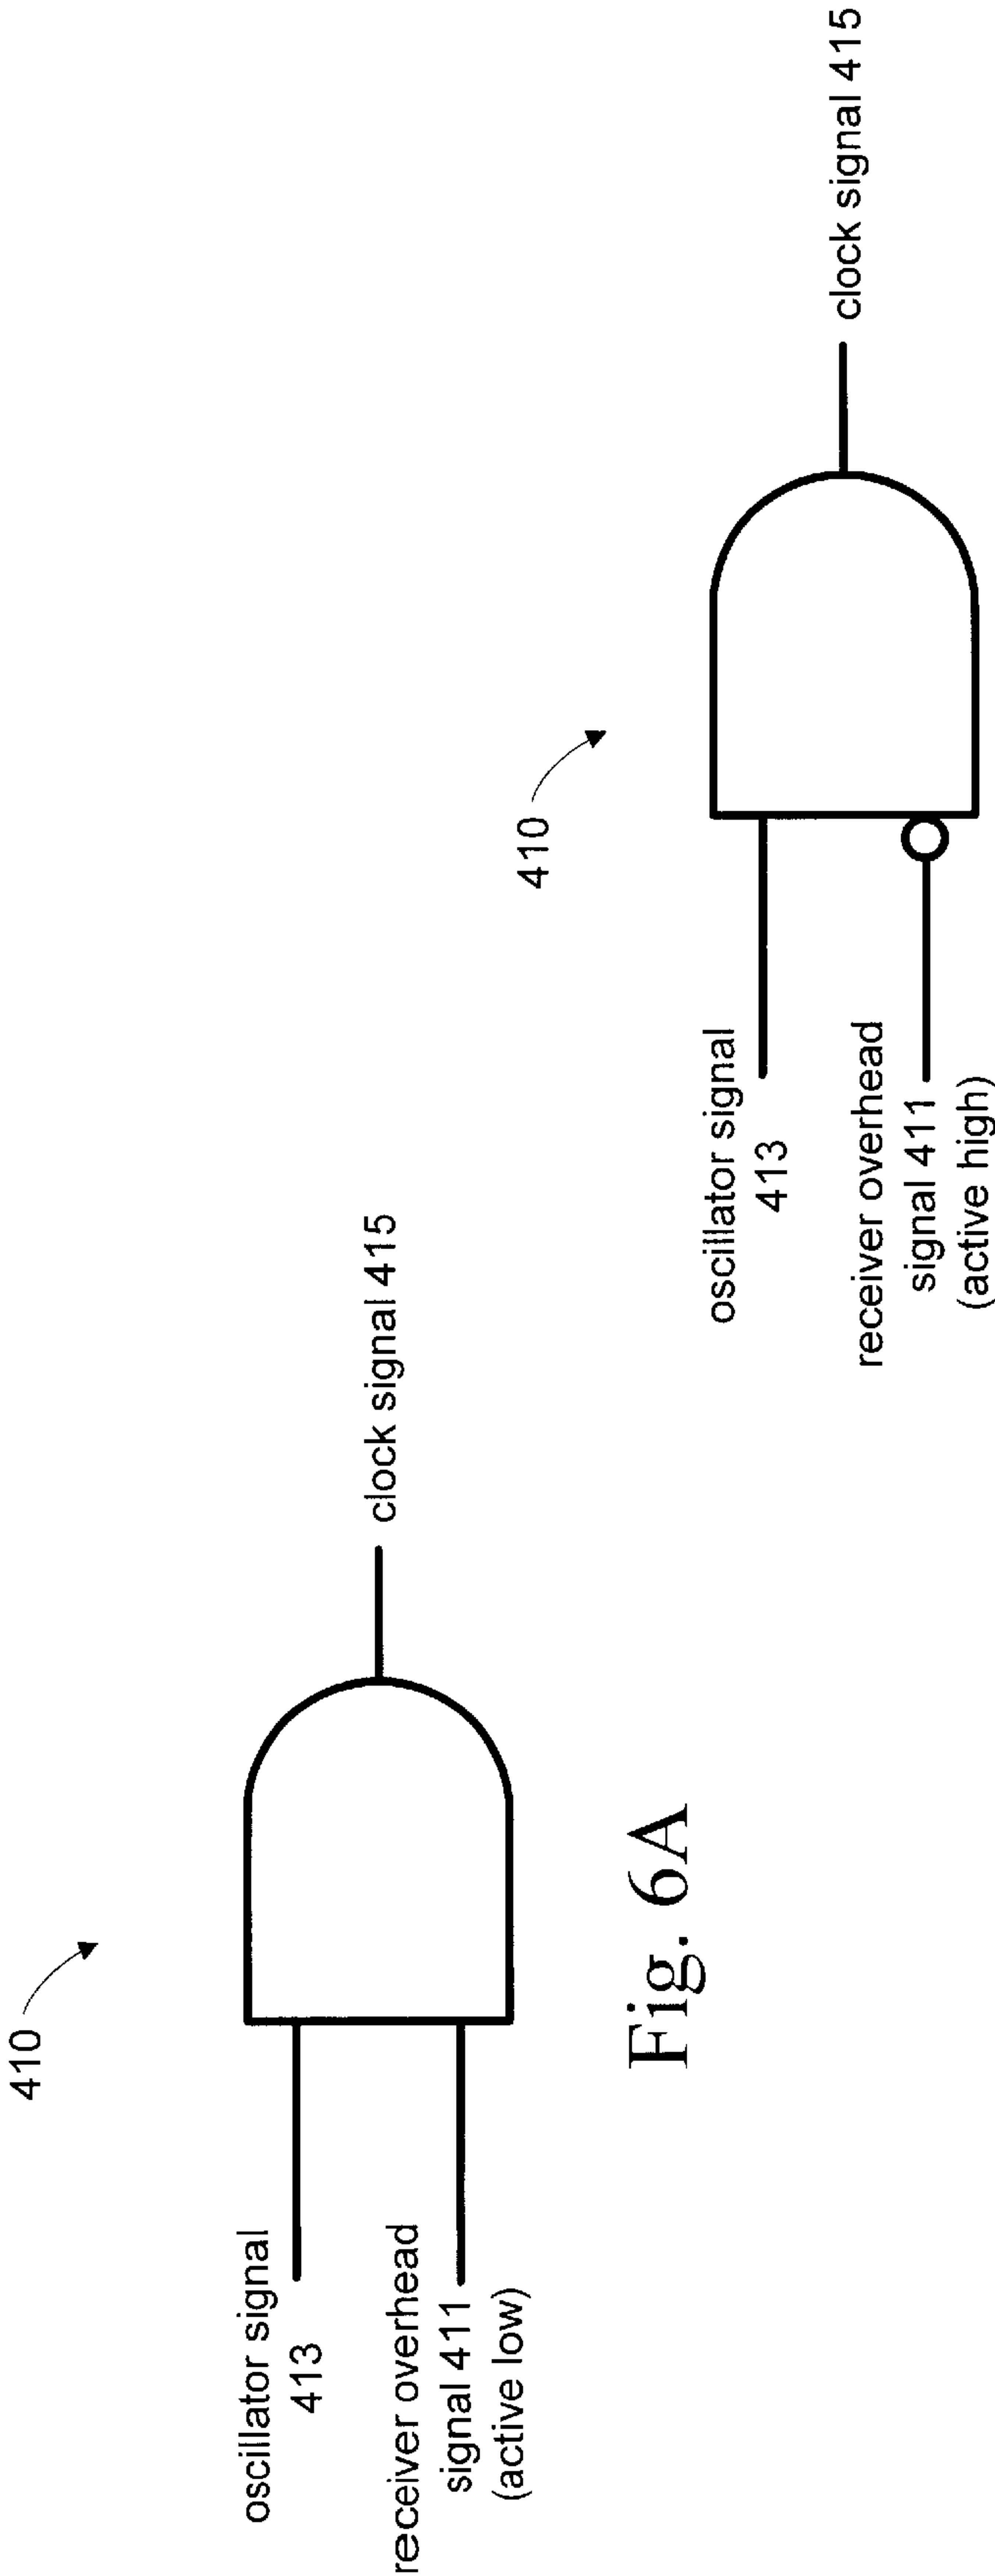 410
oscillator signal
413
receiver overhead
signal 411
(active low)
clock signal 415
Fig. 6A
410
oscillator signal
413
receiver overhead
signal 411
(active high)
clock signal 415